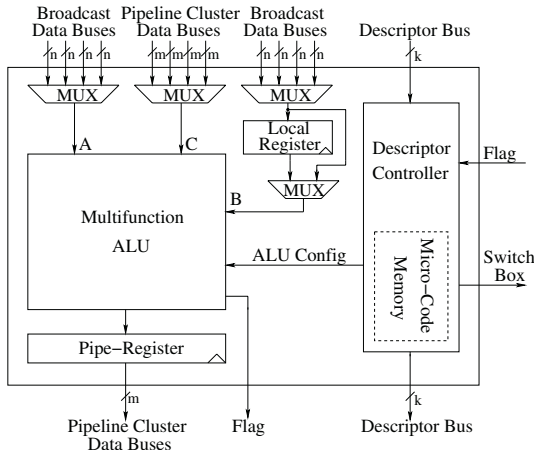 Broadcast Pipeline Cluster Broadcast Descriptor Bus
Data Buses Data Buses Data Buses
n n n n m m m m n n n n k
MUX MUX MUX
A C
Local
Register
MUX
B
Multifunction
ALU
Descriptor
Controller
Flag
ALU Config
Micro-Code
Memory
Switch
Box
Pipe-Register
m k
Pipeline Cluster
Data Buses
Flag
Descriptor Bus